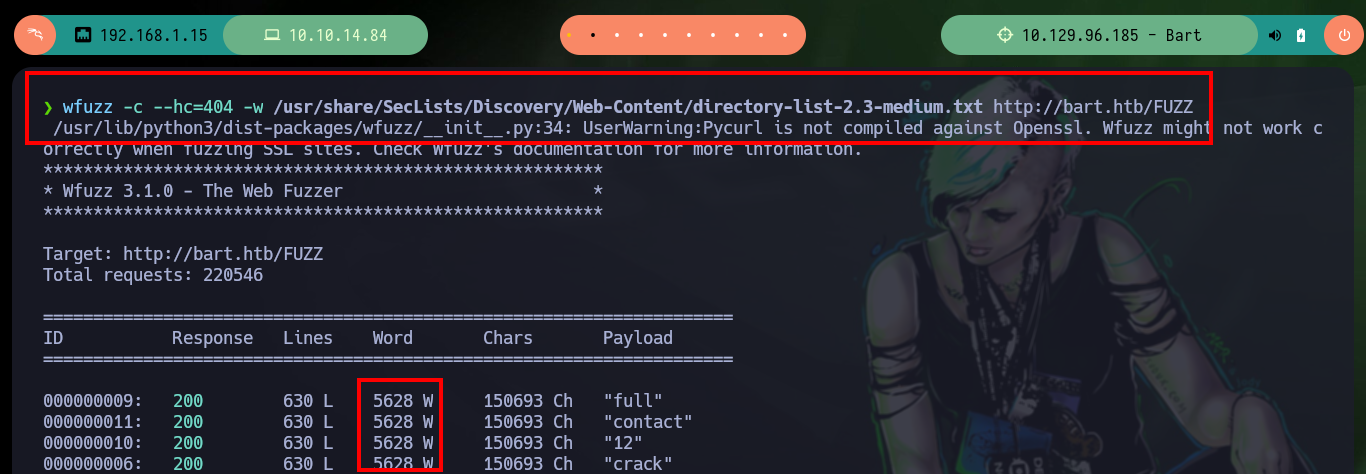 192.168.1.15 10.10.14.84 10.129.96.185 - Bart
❯ wfuzz -c --hc=404 -w /usr/share/SecLists/Discovery/Web-Content/directory-list-2.3-medium.txt http://bart.htb/FUZZ
/usr/lib/python3/dist-packages/wfuzz/__init__.py:34: UserWarning:Pycurl is not compiled against Openssl. Wfuzz might not work c
orrectly when fuzzing SSL sites. Check Wfuzz's documentation for more information.
********************************************************
* Wfuzz 3.1.0 - The Web Fuzzer                         *
********************************************************
Target: http://bart.htb/FUZZ
Total requests: 220546
=====================================================================
ID           Response   Lines    Word       Chars       Payload
=====================================================================
000000009:   200        630 L    5628 W     150693 Ch   "full"
000000011:   200        630 L    5628 W     150693 Ch   "contact"
000000010:   200        630 L    5628 W     150693 Ch   "12"
000000006:   200        630 L    5628 W     150693 Ch   "crack"